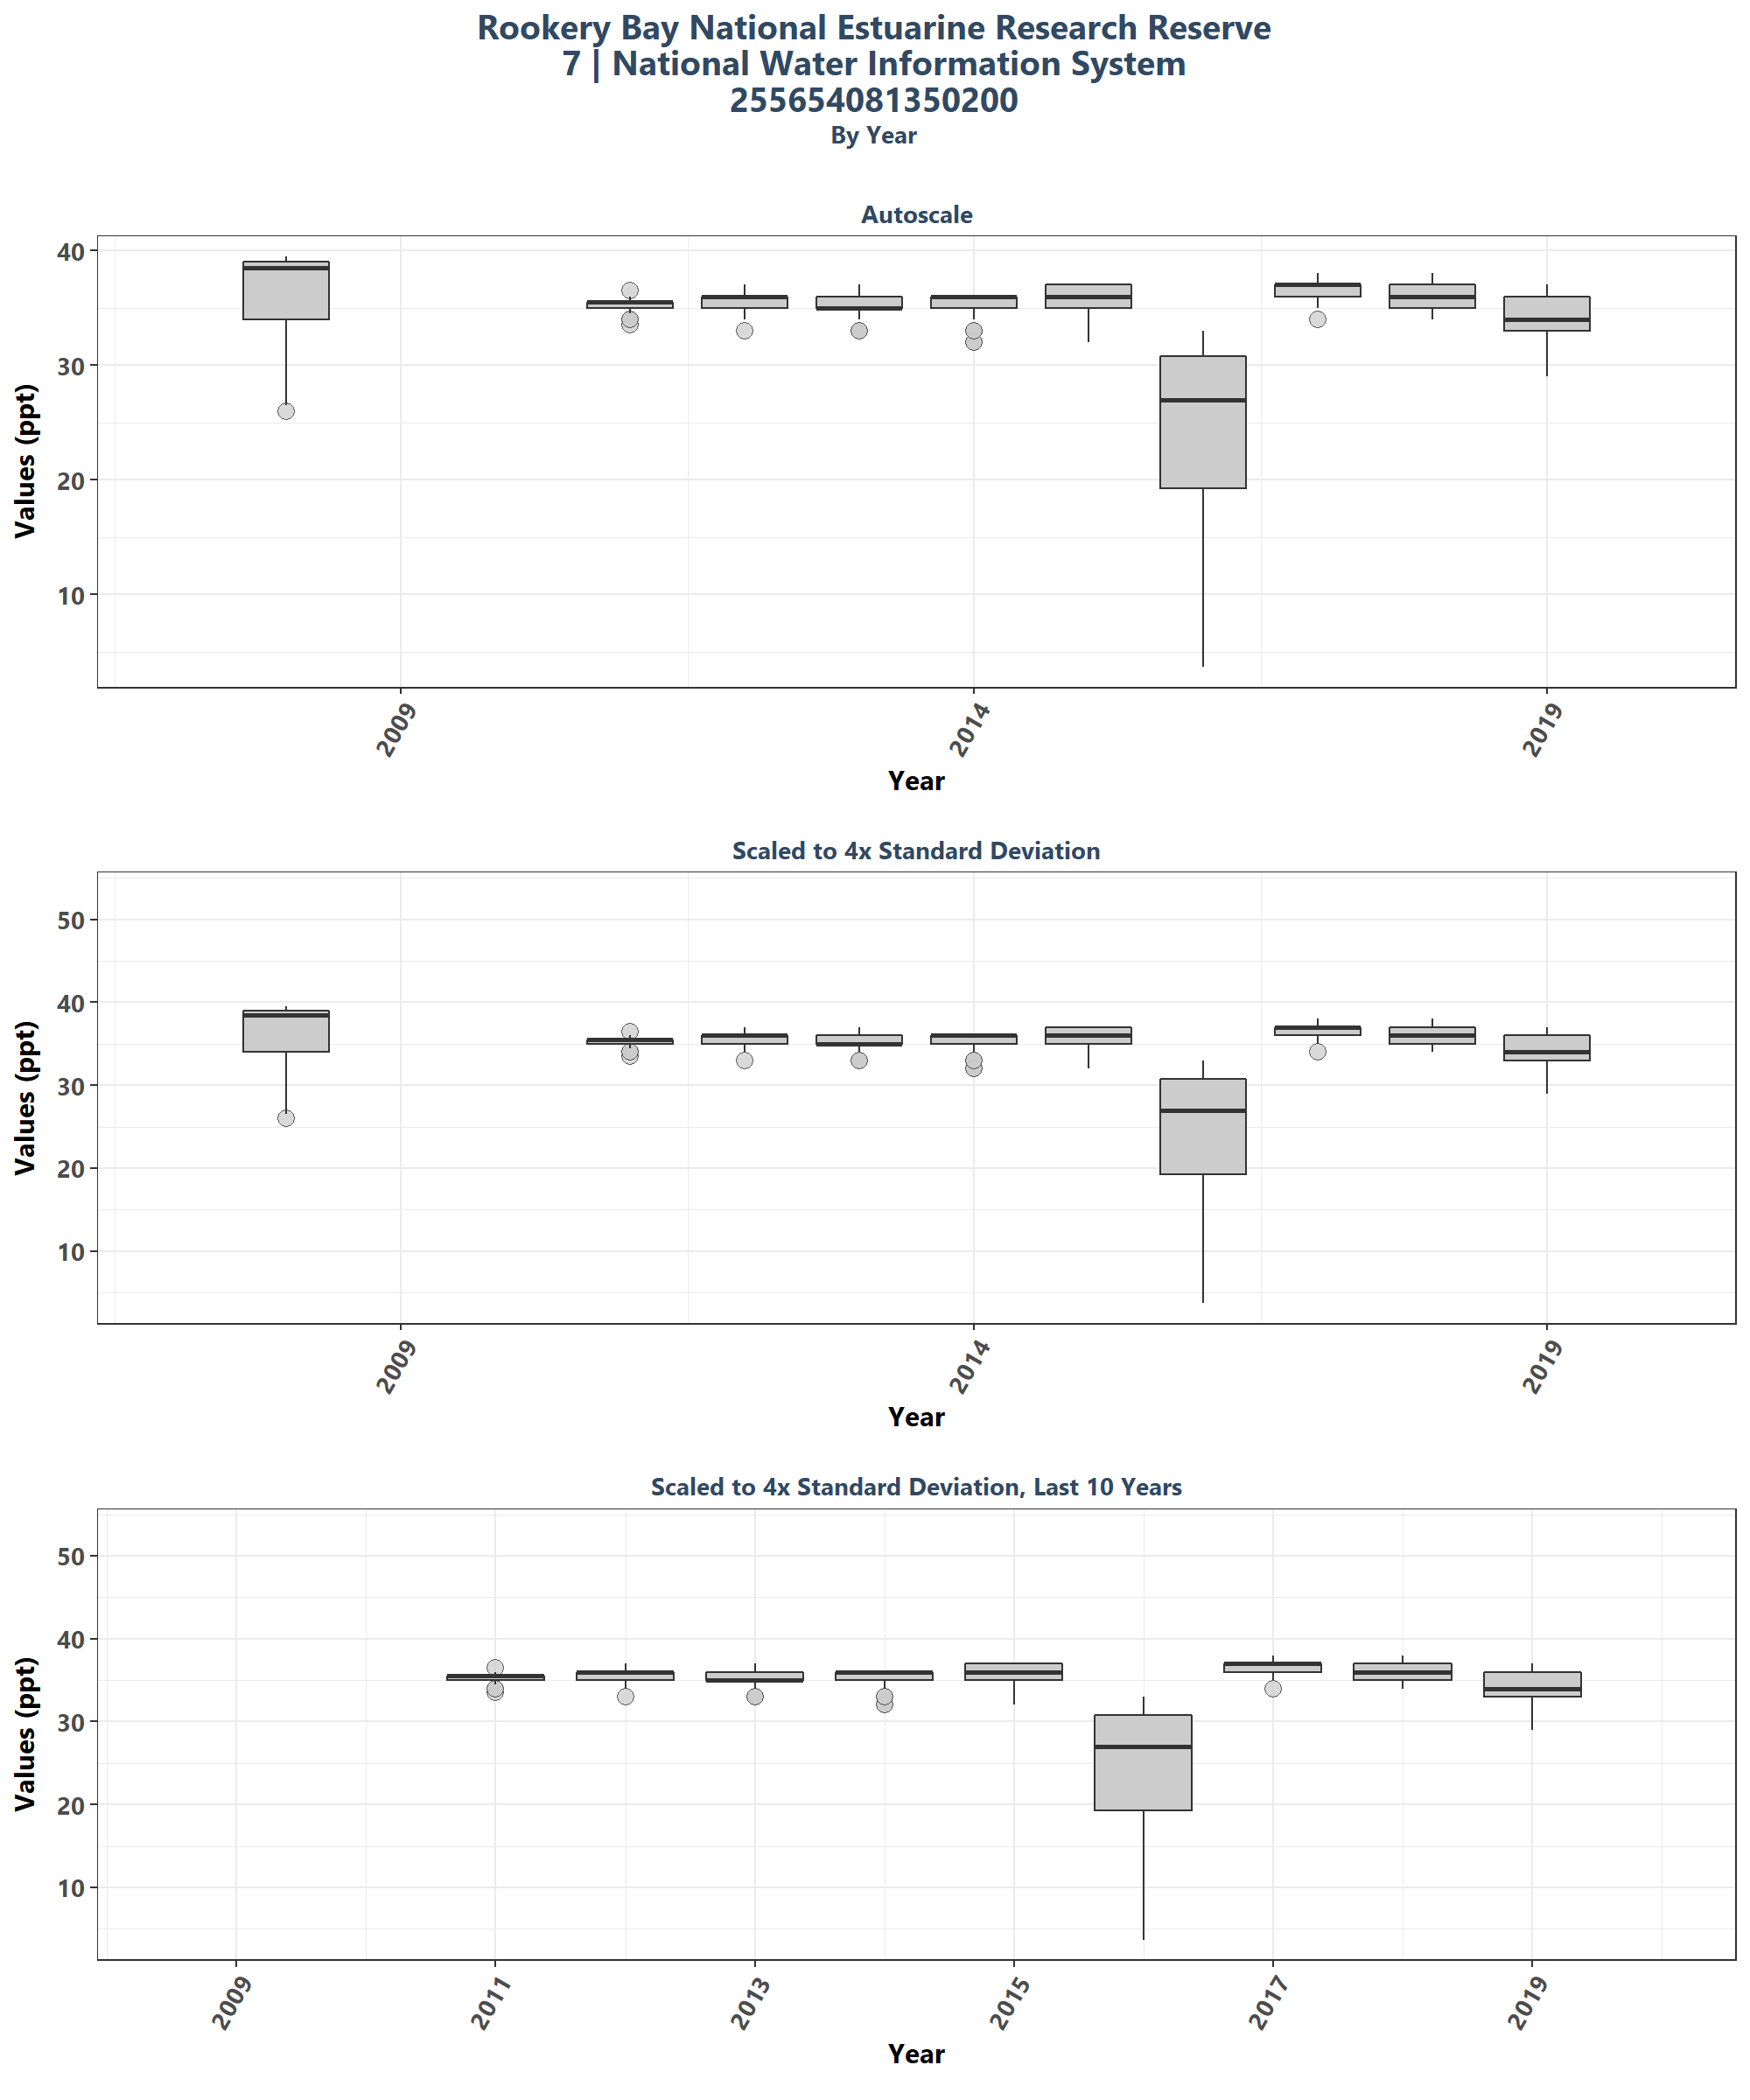 Rookery Bay National Estuarine Research Reserve
7 | National Water Information System
255654081350200
By Year
Autoscale
Values (ppt)
40
30
20
10
2009
2014
2019
Year
Scaled to 4x Standard Deviation
Values (ppt)
50
40
30
20
10
2009
2014
2019
Year
Scaled to 4x Standard Deviation, Last 10 Years
Values (ppt)
50
40
30
20
10
2009
2011
2013
2015
2017
2019
Year